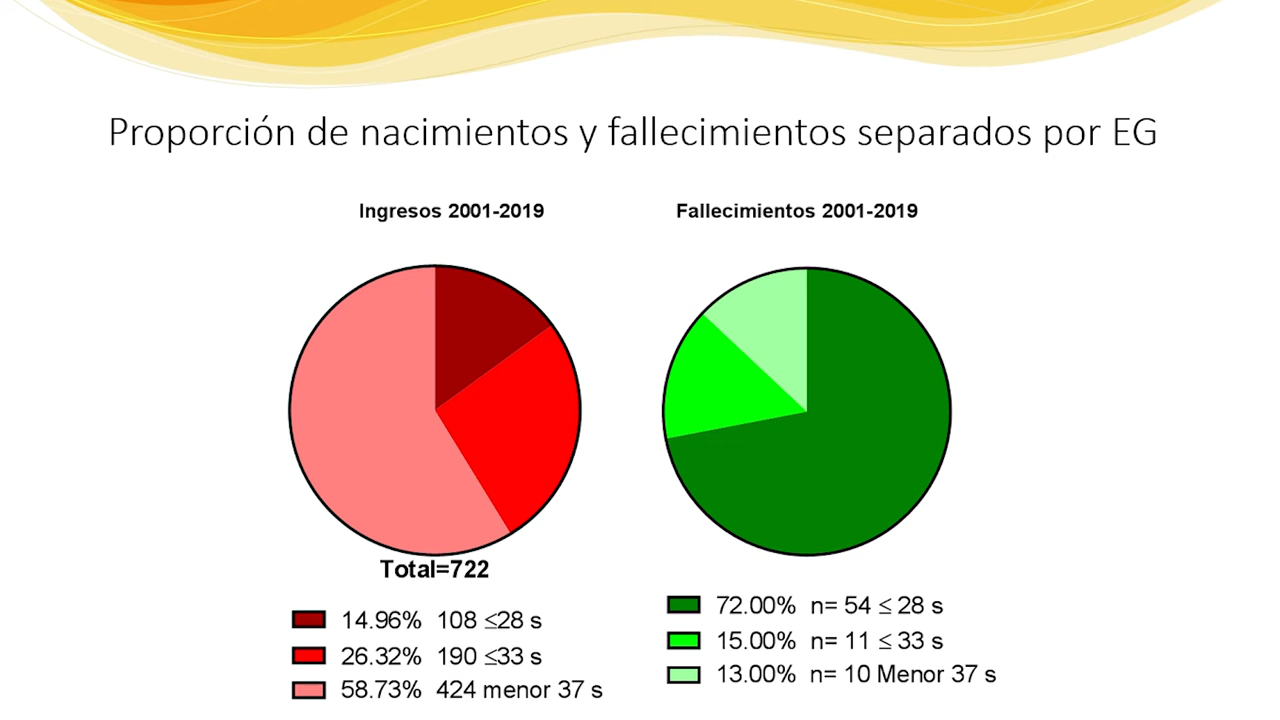 Proporción de nacimientos y fallecimientos separados por EG
Ingresos 2001-2019
Total=722
14.96% 108 ≤28 s
26.32% 190 ≤33 s
58.73% 424 menor 37 s
Fallecimientos 2001-2019
72.00% n= 54 ≤ 28 s
15.00% n= 11 ≤ 33 s
13.00% n= 10 Menor 37 s